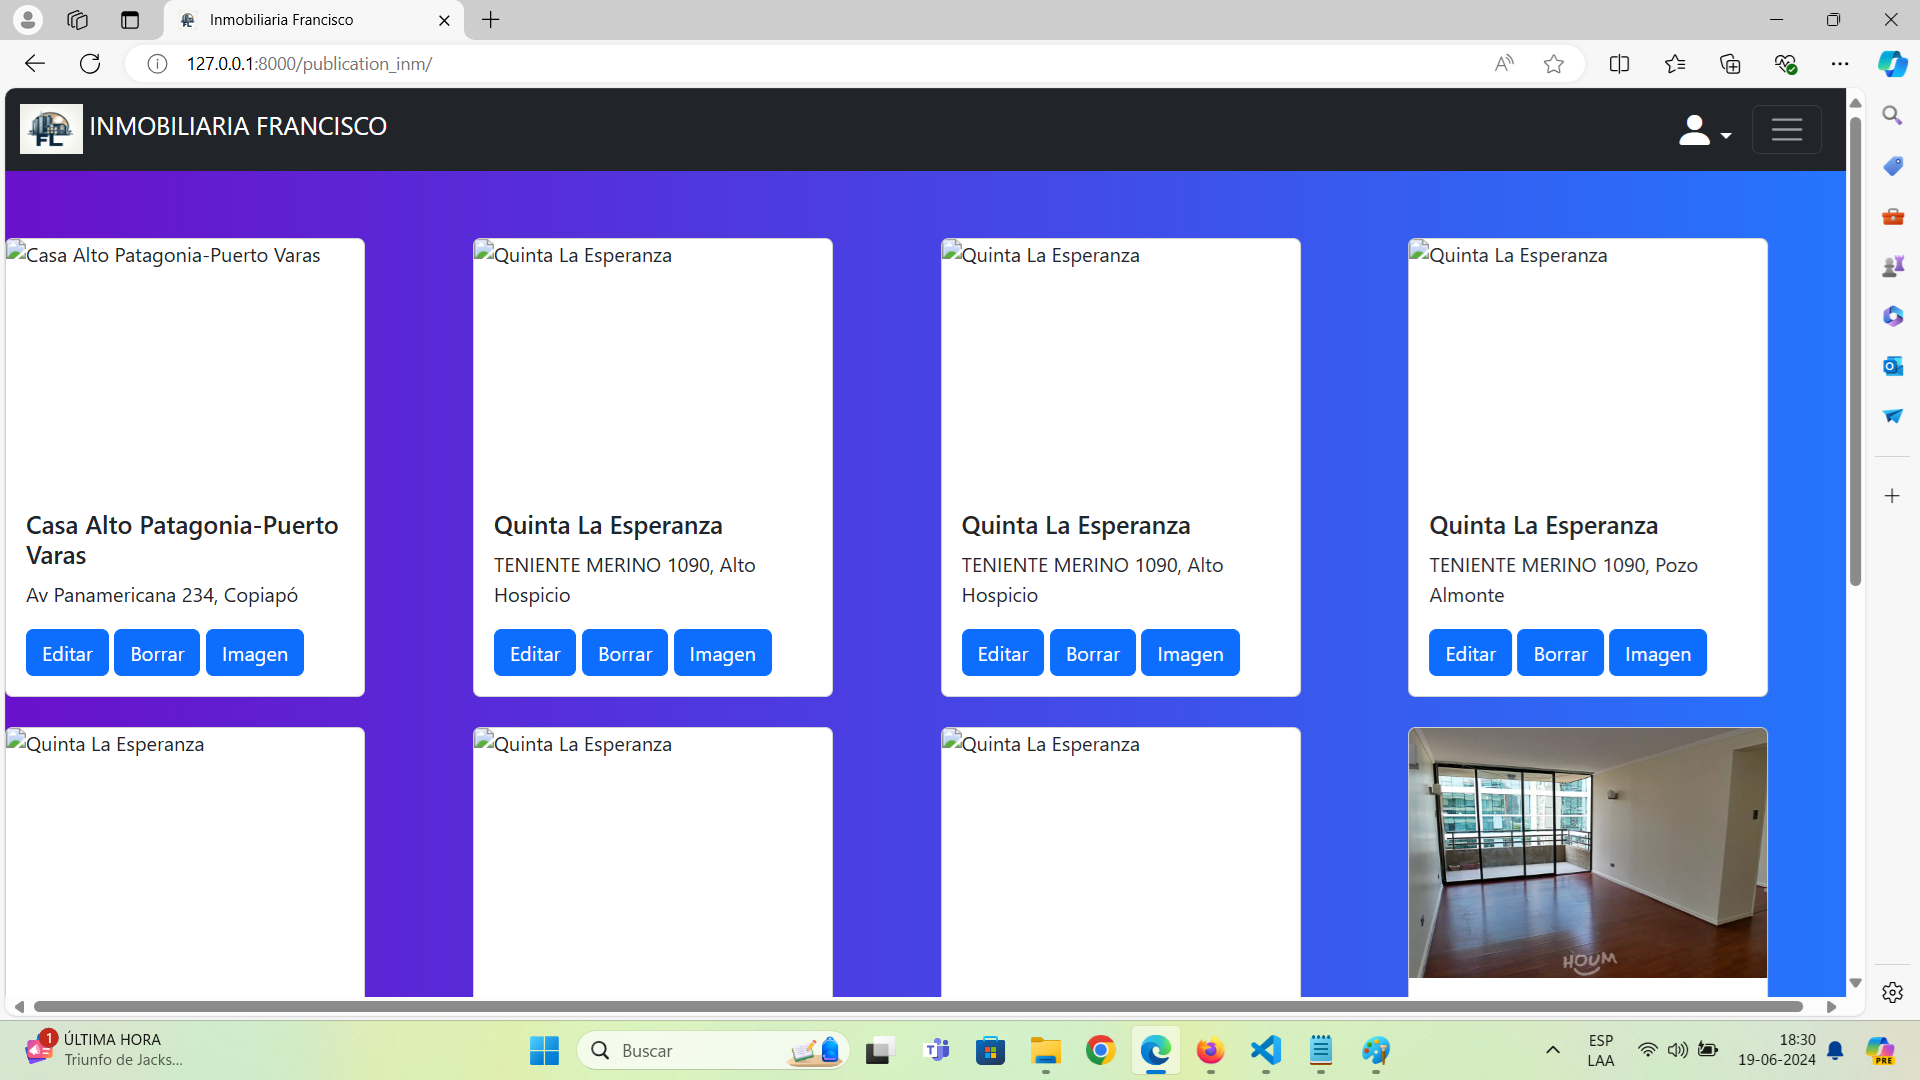 Inmobiliaria Francisco
127.0.0.1:8000/publication_inm/
FL
INMOBILIARIA FRANCISCO
Casa Alto Patagonia-Puerto Varas
Quinta La Esperanza
Quinta La Esperanza
Quinta La Esperanza
Casa Alto Patagonia-Puerto
Varas
Av Panamericana 234, Copiapó
Editar Borrar Imagen
Quinta La Esperanza
TENIENTE MERINO 1090, Alto
Hospicio
Editar Borrar Imagen
Quinta La Esperanza
TENIENTE MERINO 1090, Alto
Hospicio
Editar Borrar Imagen
Quinta La Esperanza
TENIENTE MERINO 1090, Pozo
Almonte
Editar Borrar Imagen
Quinta La Esperanza
Quinta La Esperanza
Quinta La Esperanza
HOUM
1
ÚLTIMA HORA
Triunfo de Jacks...
Buscar
ESP
LAA
18:30
19-06-2024
PRE